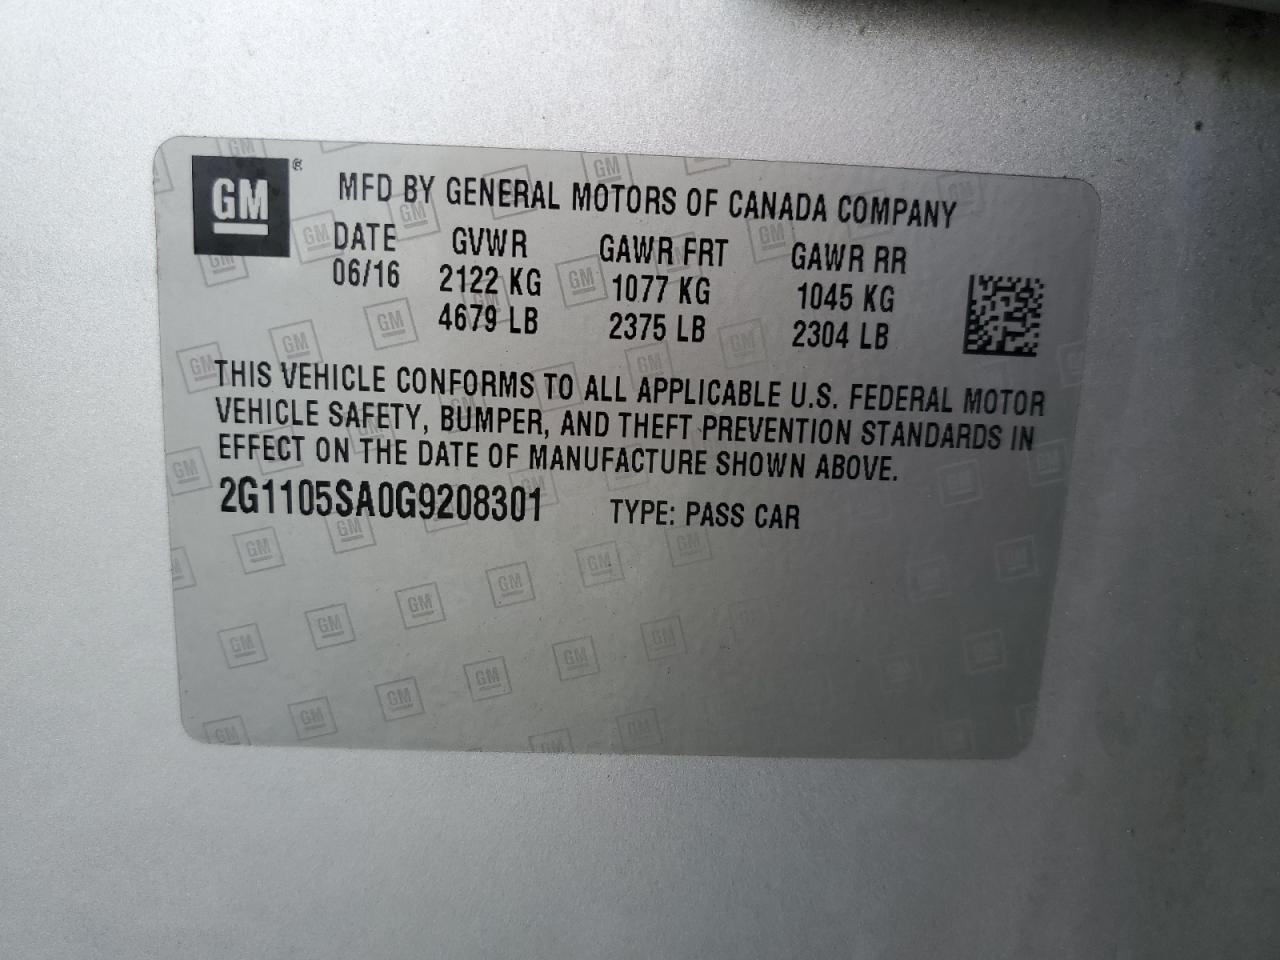 GM ®
MFD BY GENERAL MOTORS OF CANADA COMPANY
DATE GVWR GAWR FRT GAWR RR
06/16 2122 KG 1077 KG 1045 KG
4679 LB 2375 LB 2304 LB
THIS VEHICLE CONFORMS TO ALL APPLICABLE U.S. FEDERAL MOTOR
VEHICLE SAFETY, BUMPER, AND THEFT PREVENTION STANDARDS IN
EFFECT ON THE DATE OF MANUFACTURE SHOWN ABOVE.
2G1105SA0G9208301 TYPE: PASS CAR